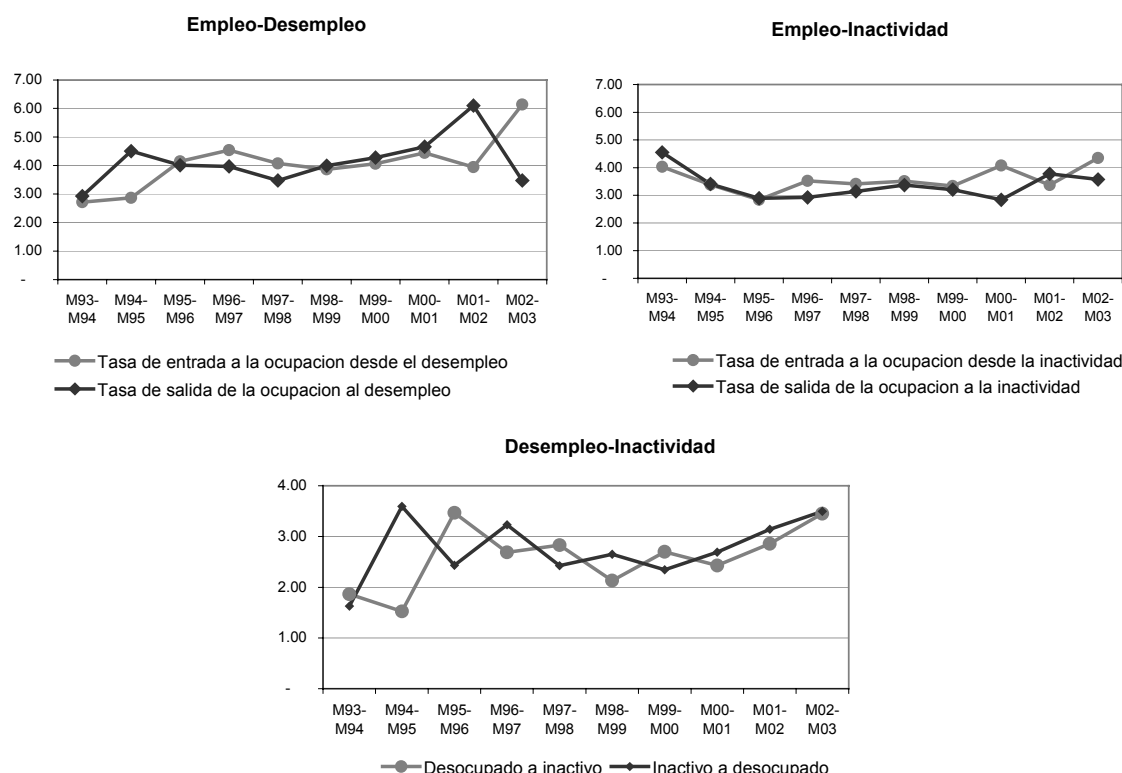 Empleo-Desempleo
7.00
6.00
5.00
4.00
3.00
2.00
1.00
-
M93- M94- M95- M96- M97- M98- M99- M00- M01- M02-
M94 M95 M96 M97 M98 M99 M00 M01 M02 M03
Tasa de entrada a la ocupacion desde el desempleo
Tasa de salida de la ocupacion al desempleo
Empleo-Inactividad
7.00
6.00
5.00
4.00
3.00
2.00
1.00
-
M93- M94- M95- M96- M97- M98- M99- M00- M01- M02-
M94 M95 M96 M97 M98 M99 M00 M01 M02 M03
Tasa de entrada a la ocupacion desde la inactividad
Tasa de salida de la ocupacion a la inactividad
Desempleo-Inactividad
4.00
3.00
2.00
1.00
-
M93- M94- M95- M96- M97- M98- M99- M00- M01- M02-
M94 M95 M96 M97 M98 M99 M00 M01 M02 M03
Desocupado a inactivo Inactivo a desocupado